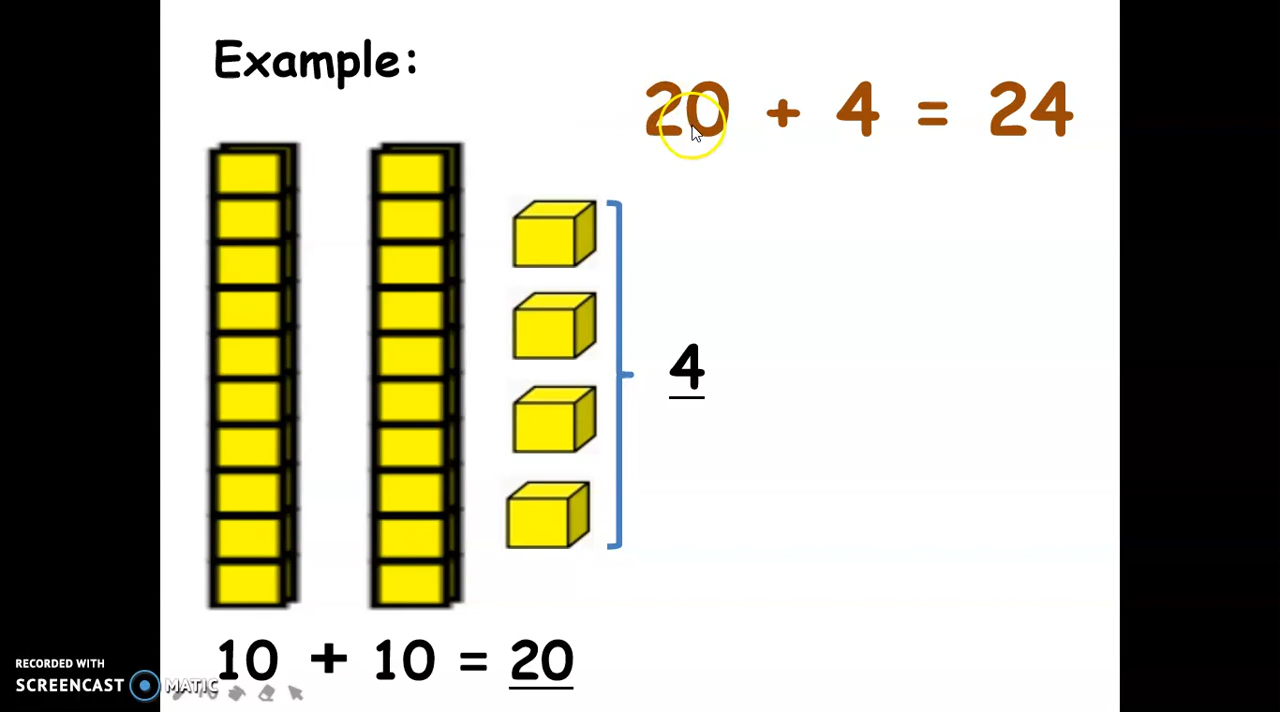 Example:
20 + 4 = 24
4
10 + 10 = 20
RECORDED WITH
SCREENCAST MATIC